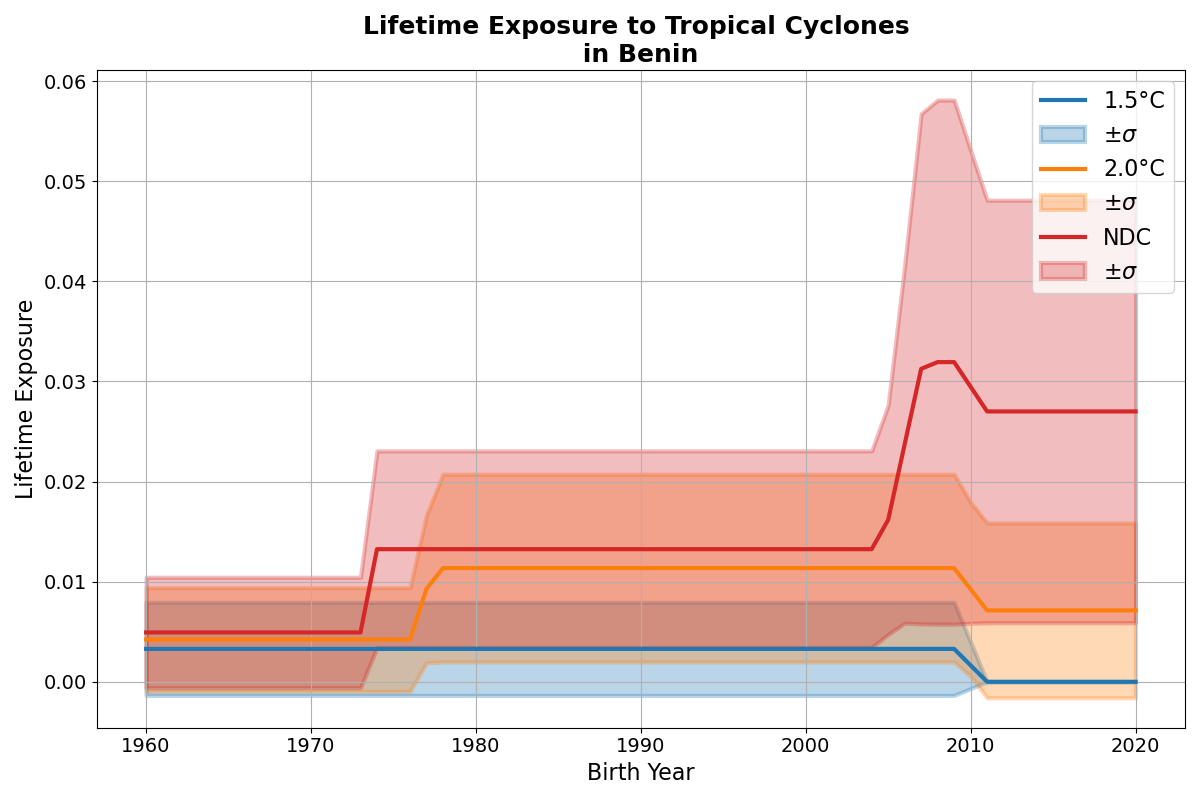 Lifetime Exposure to Tropical Cyclones
in Benin
0.06
0.05
0.04
0.03
0.02
0.01
0.00
Lifetime Exposure
1960
1970
1980
1990
2000
2010
2020
Birth Year
1.5°C
±σ
2.0°C
±σ
NDC
±σ